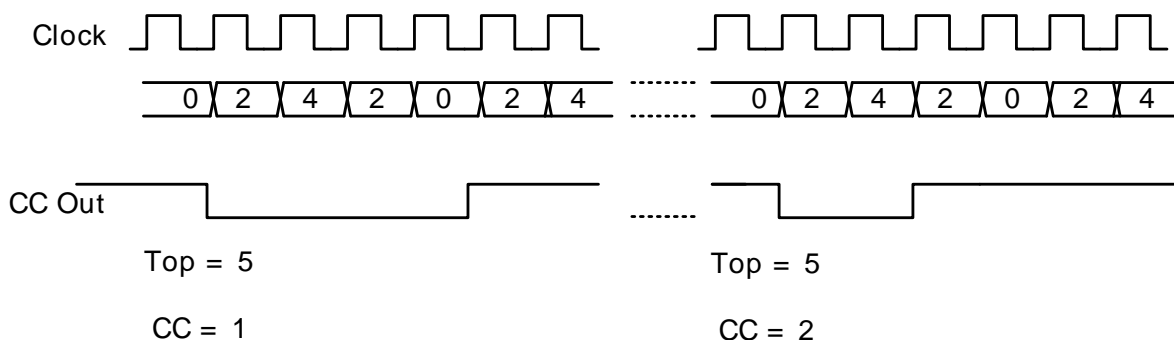 Clock
0 2 4 2 0 2 4 0 2 4 2 0 2 4
CC Out
Top = 5 Top = 5
CC = 1 CC = 2